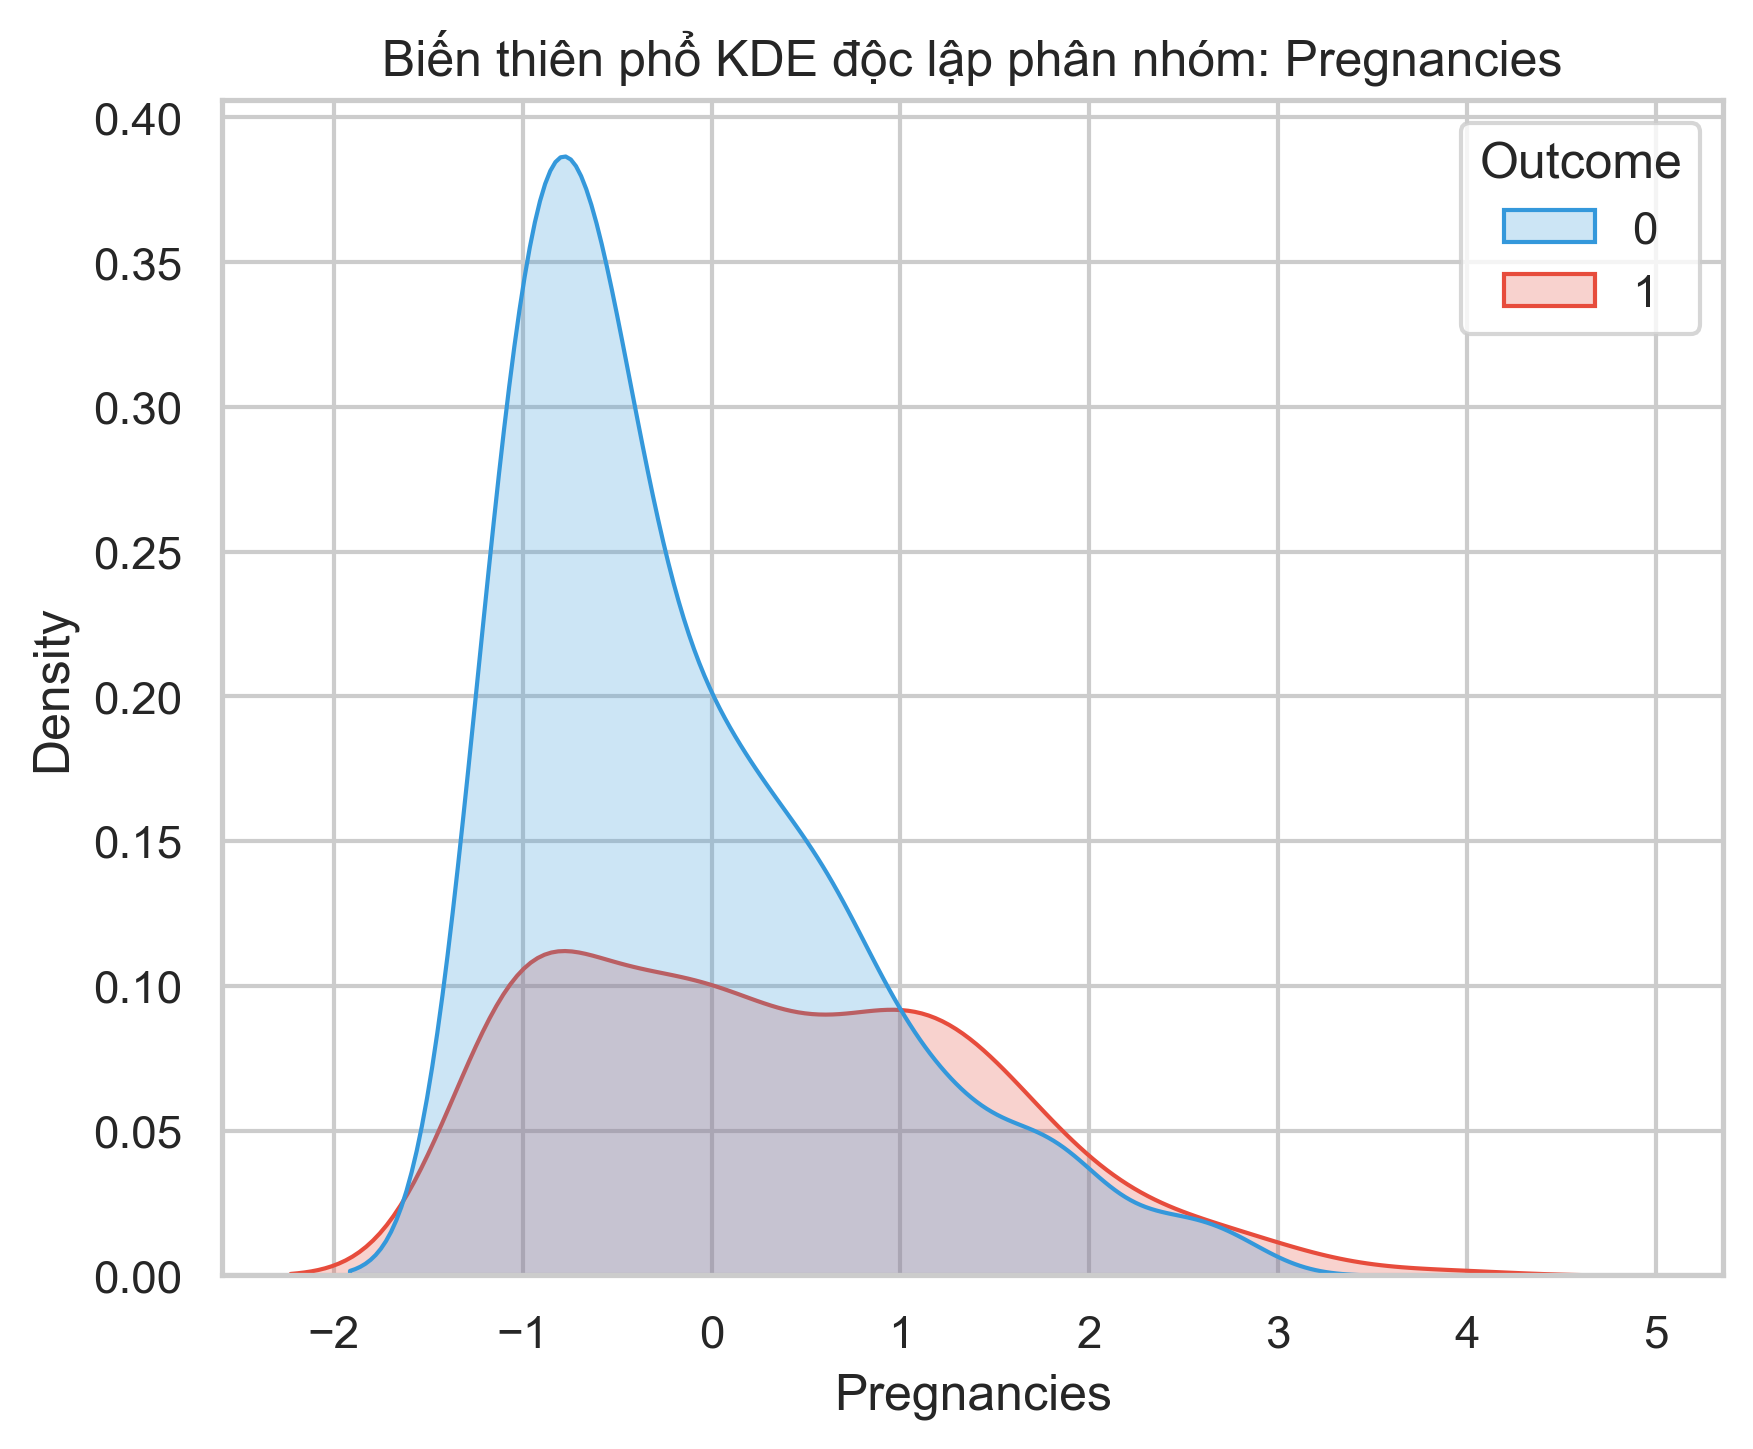 Biến thiên phổ KDE độc lập phân nhóm: Pregnancies
Outcome
0
1
Density
0.40
0.35
0.30
0.25
0.20
0.15
0.10
0.05
0.00
−2 −1 0 1 2 3 4 5
Pregnancies